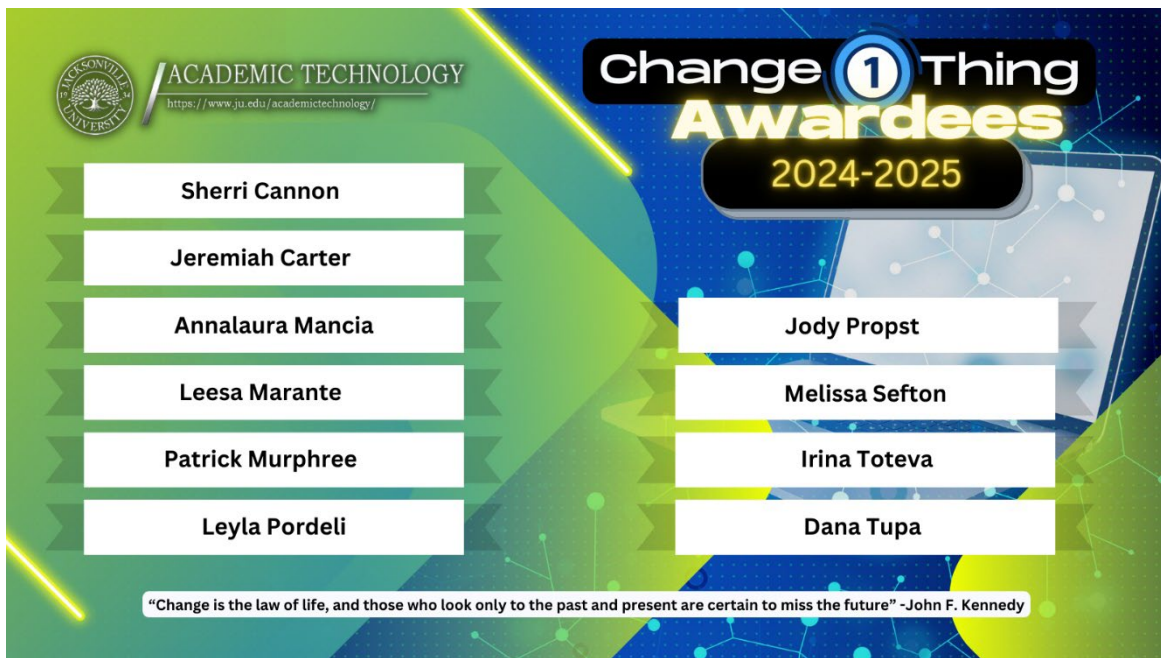 JACKSONVILLE
1934
UNIVERSITY
ACADEMIC TECHNOLOGY
https://www.ju.edu/academictechnology/
Change 1 Thing
Awardees
2024-2025
Sherri Cannon
Jeremiah Carter
Annalaura Mancia
Leesa Marante
Patrick Murphree
Leyla Pordeli
Jody Propst
Melissa Sefton
Irina Toteva
Dana Tupa
“Change is the law of life, and those who look only to the past and present are certain to miss the future” -John F. Kennedy